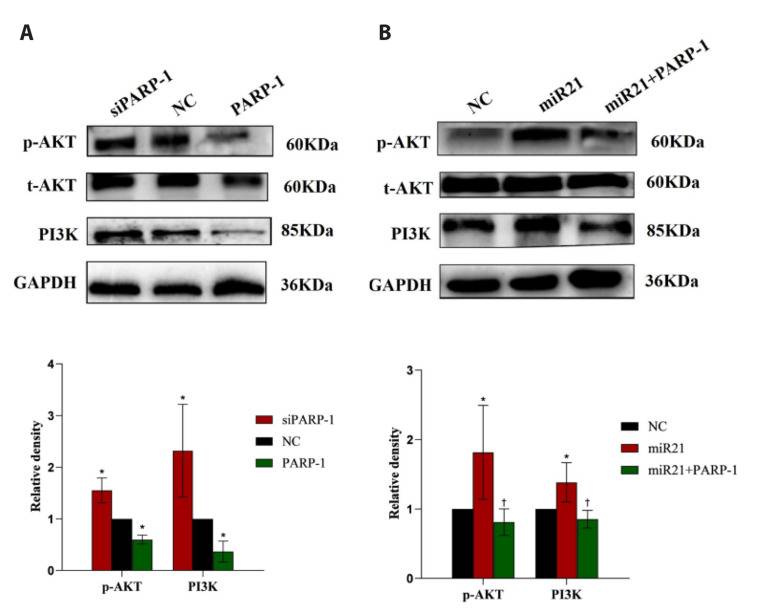 A
siPARP-1
NC
PARP-1
p-AKT
60KDa
t-AKT
60KDa
PI3K
85KDa
GAPDH
36KDa
4
3
2
1
0
Relative density
*
*
*
*
p-AKT
PI3K
siPARP-1
NC
PARP-1
B
NC
miR21
miR21+PARP-1
p-AKT
60KDa
t-AKT
60KDa
PI3K
85KDa
GAPDH
36KDa
3
2
1
0
Relative density
*
†
*
†
p-AKT
PI3K
NC
miR21
miR21+PARP-1